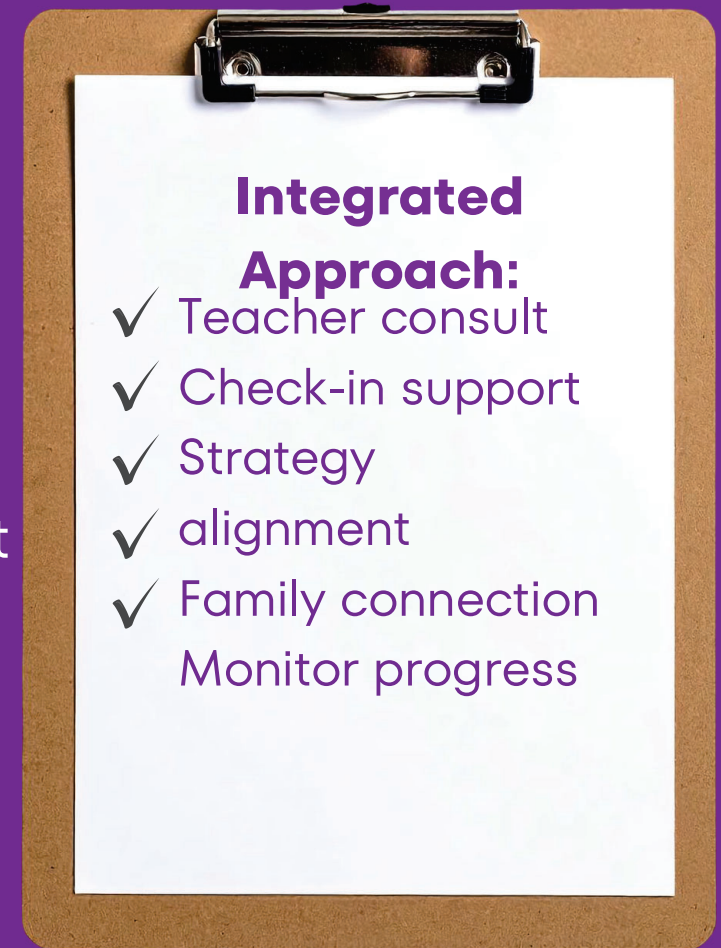 Integrated
Approach:
✓ Teacher consult
✓ Check-in support
✓ Strategy
✓ alignment
✓ Family connection
Monitor progress
t